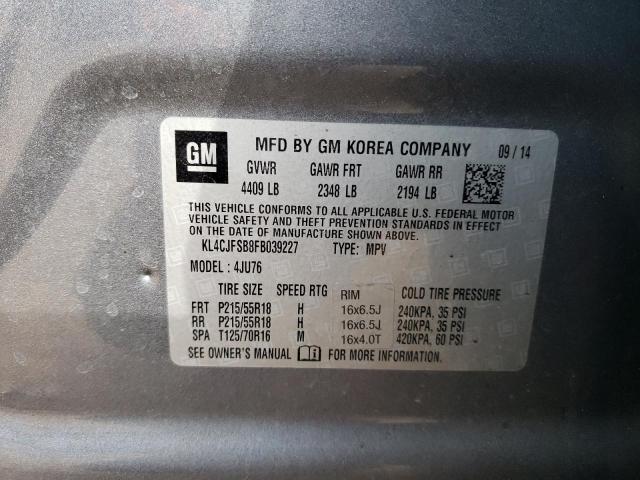 GM MFD BY GM KOREA COMPANY 09 / 14
GVWR GAWR FRT GAWR RR
4409 LB 2348 LB 2194 LB
THIS VEHICLE CONFORMS TO ALL APPLICABLE U.S. FEDERAL MOTOR
VEHICLE SAFETY AND THEFT PREVENTION STANDARDS IN EFFECT
ON THE DATE OF MANUFACTURE SHOWN ABOVE.
KL4CJFSB8FB039227 TYPE: MPV
MODEL: 4JU76
TIRE SIZE SPEED RTG RIM COLD TIRE PRESSURE
FRT P215/55R18 H 16x6.5J 240KPA, 35 PSI
RR P215/55R18 H 16x6.5J 240KPA, 35 PSI
SPA T125/70R16 M 16x4.0T 420KPA, 60 PSI
SEE OWNER'S MANUAL FOR MORE INFORMATION.